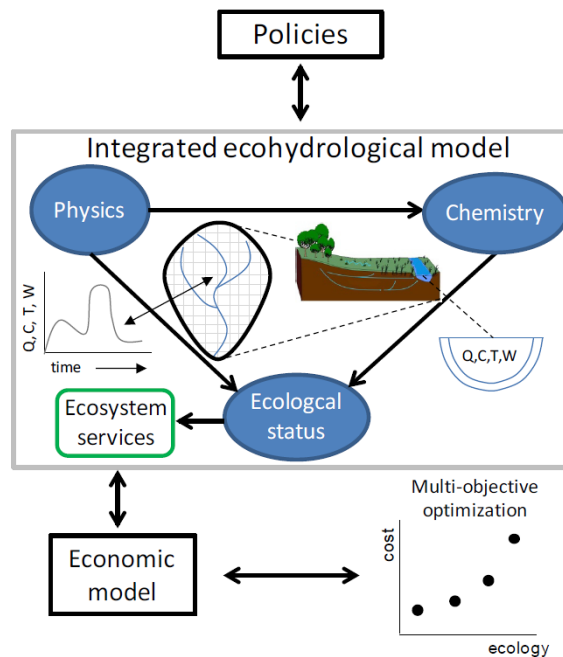 Policies
Integrated ecohydrological model
Physics
Chemistry
Q, C, T, W
time
Q,C,T,W
Ecologcal
status
Ecosystem
services
Economic
model
Multi-objective
optimization
cost
ecology